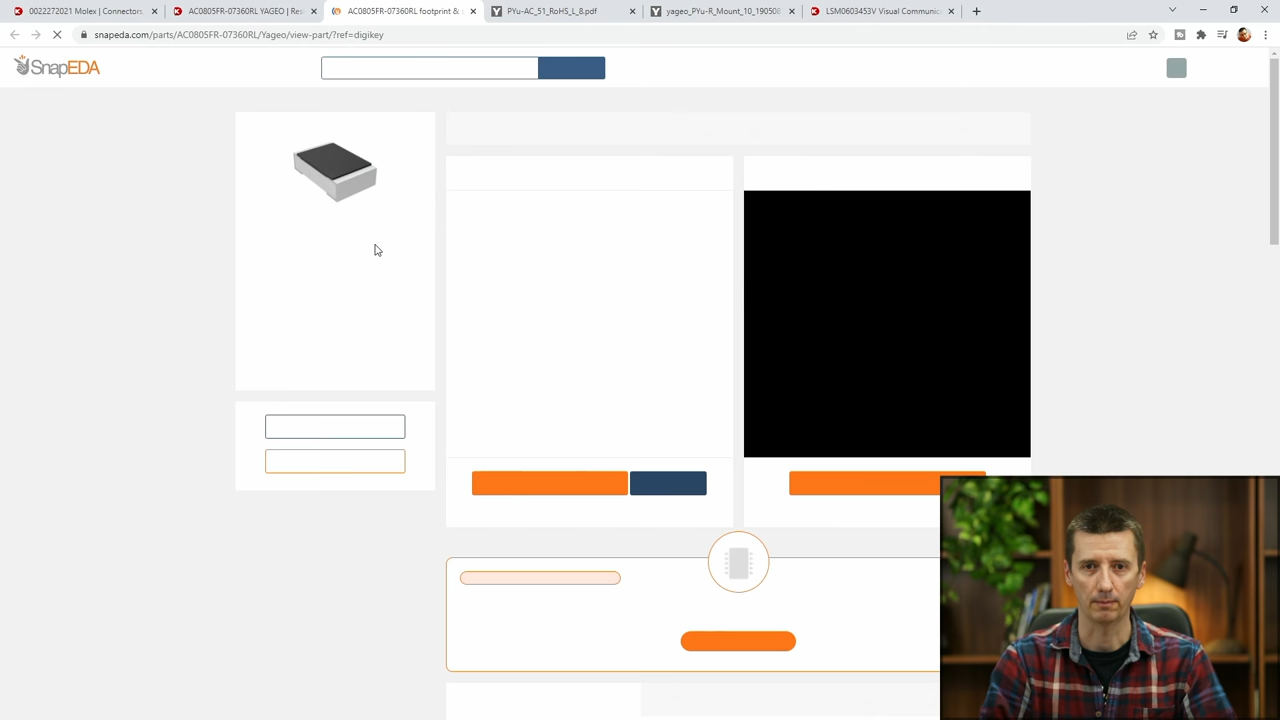 0022272021 Molex | Connectors,
AC0805FR-07360RL YAGEO | Res
AC0805FR-07360RL footprint & s
PYu-AC_51_RoHS_L_8.pdf
yageo_PYu-R_Mount_10_190508
LSM0603453V Visual Communic
snapeda.com/parts/AC0805FR-07360RL/Yageo/view-part/?ref=digikey
SnapEDA